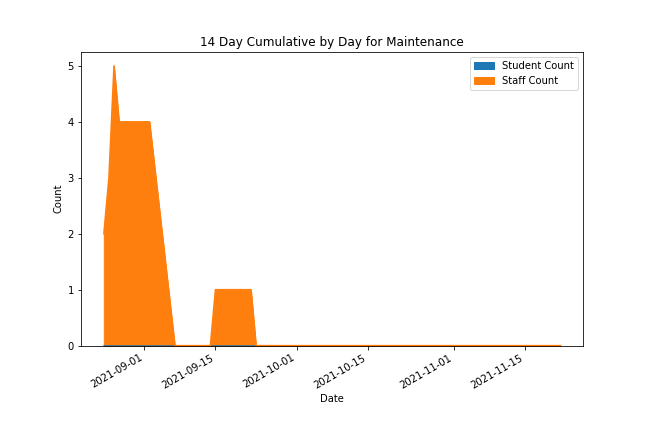 14 Day Cumulative by Day for Maintenance
Student Count
Staff Count
Count
5
4
3
2
1
0
2021-09-01
2021-09-15
2021-10-01
2021-10-15
2021-11-01
2021-11-15
Date